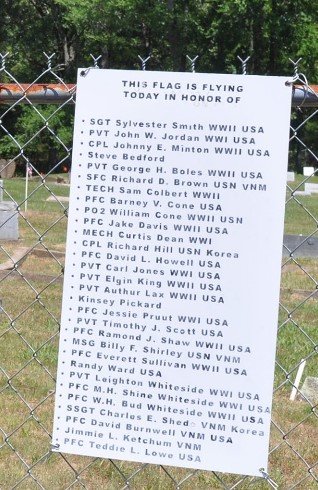 THIS FLAG IS FLYING
TODAY IN HONOR OF
• SGT Sylvester Smith WWII USA
• PVT John W. Jordan WWI USA
• CPL Johnny E. Minton WWII USA
• Steve Bedford
• PVT George H. Boles WWII USA
• SFC Richard D. Brown USN VNM
• TECH Sam Colbert WWII
• PFC Barney V. Cone USA
• PO2 William Cone WWII USN
• PFC Jake Davis WWII USA
• MECH Curtis Dean WWI
• CPL Richard Hill USN Korea
• PFC David L. Howell USA
• PVT Carl Jones WWI USA
• PVT Elgin King WWII USA
• PVT Authur Lax WWII USA
• Kinsey Pickard
• PFC Jessie Pruut WWI USA
• PVT Timothy J. Scott USA
• PFC Ramond J. Shaw WWII USA
• MSG Billy F. Shirley USN VNM
• PFC Everett Sullivan WWII USA
• Randy Ward USA
• PVT Leighton Whiteside WWI USA
• PFC M.H. Shine Whiteside WWI USA
• PFC W.H. Bud Whiteside WWII USA
• SSGT Charles E. Shedo VNM Korea
• PFC David Burnwell VNM USA
• Jimmie L. Ketchum VNM
• PFC Teddie L. Lowe USA